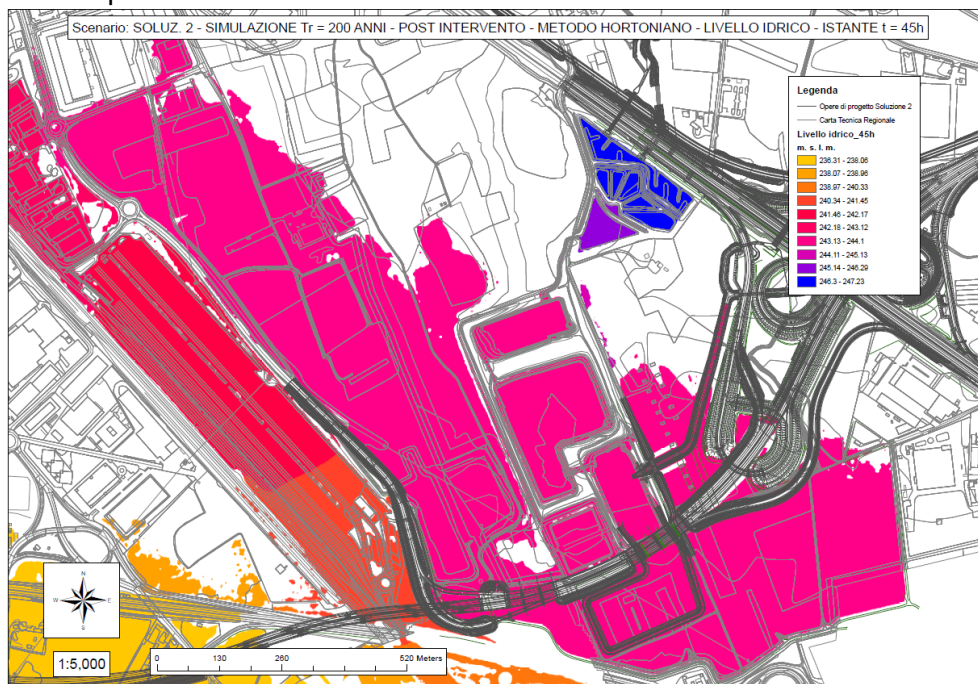 Scenario: SOLUZ. 2 - SIMULAZIONE Tr = 200 ANNI - POST INTERVENTO - METODO HORTONIANO - LIVELLO IDRICO - ISTANTE t = 45h
Legenda
Opere di progetto Soluzione 2
Carta Tecnica Regionale
Livello idrico_45h
m. s. l. m.
236.31 - 238.06
238.07 - 238.96
238.97 - 240.33
240.34 - 241.45
241.46 - 242.17
242.18 - 243.12
243.13 - 244.1
244.11 - 245.13
245.14 - 246.29
246.3 - 247.23
N
W E
S
1:5,000
0 130 260 520 Meters